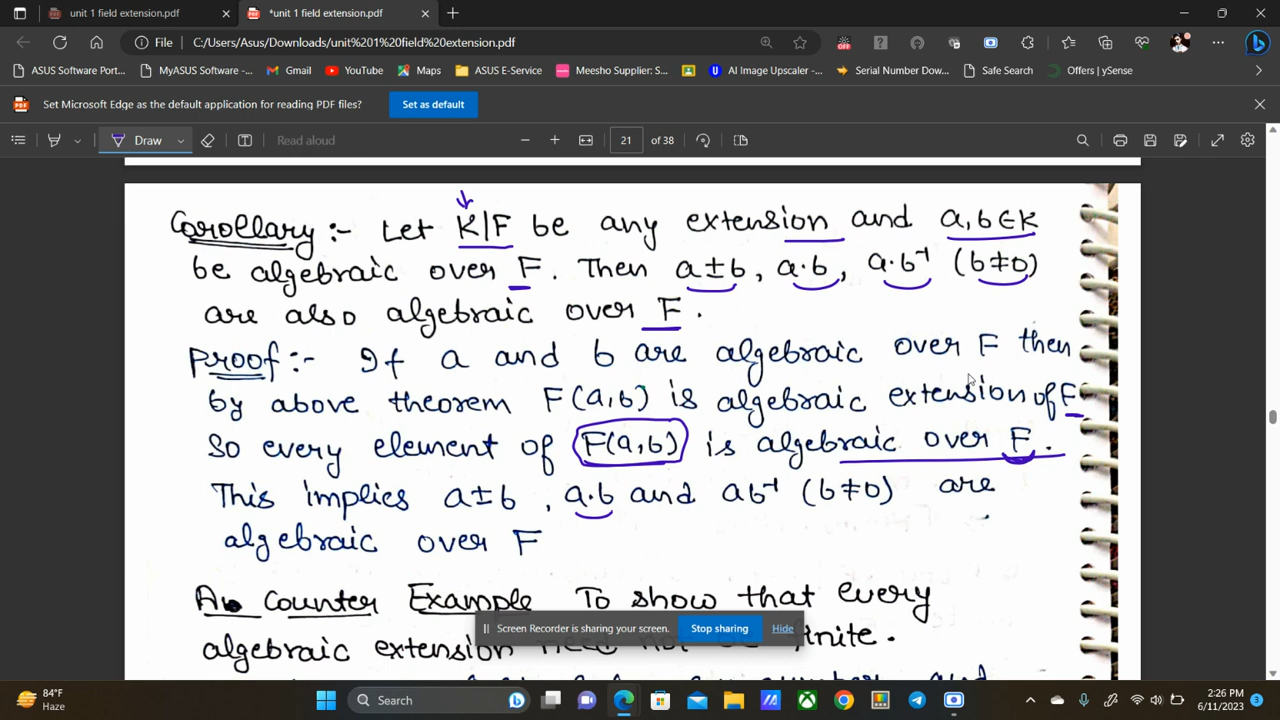 unit 1 field extension.pdf
*unit 1 field extension.pdf
File
C:/Users/Asus/Downloads/unit%201%20field%20extension.pdf
ASUS Software Port...
MyASUS Software -...
Gmail
YouTube
Maps
ASUS E-Service
Meesho Supplier: S...
AI Image Upscaler -...
Serial Number Dow...
Safe Search
Offers | ySense
Set Microsoft Edge as the default application for reading PDF files?
Set as default
Draw
Read aloud
21 of 38
Corollary :- Let K|F be any extension and a,b∈K
be algebraic over F. Then a±b, a·b, a·b⁻¹ (b≠0)
are also algebraic over F.
Proof :- If a and b are algebraic over F then
by above theorem F(a,b) is algebraic extension of F
So every element of F(a,b) is algebraic over F.
This implies a±b, a·b and ab⁻¹ (b≠0) are
algebraic over F
A Counter Example To show that every
algebraic extension need not be finite.
Screen Recorder is sharing your screen.
Stop sharing
Hide
number and
84°F
Haze
Search
2:26 PM
6/11/2023